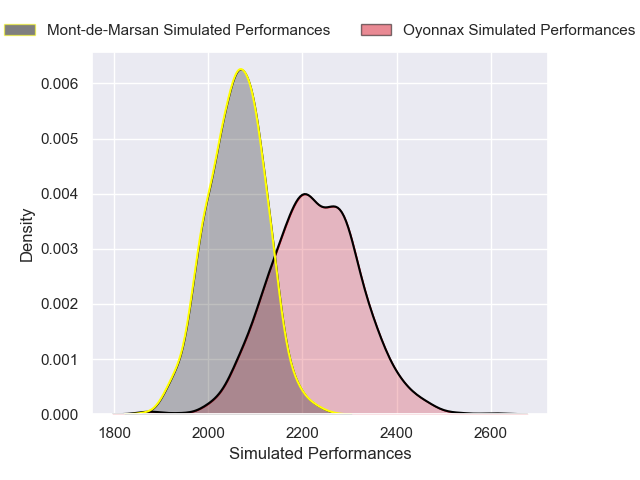 Mont-de-Marsan Simulated Performances Oyonnax Simulated Performances
0.006
0.005
0.004
0.003
0.002
0.001
0.000
Density
1800 2000 2200 2400 2600
Simulated Performances